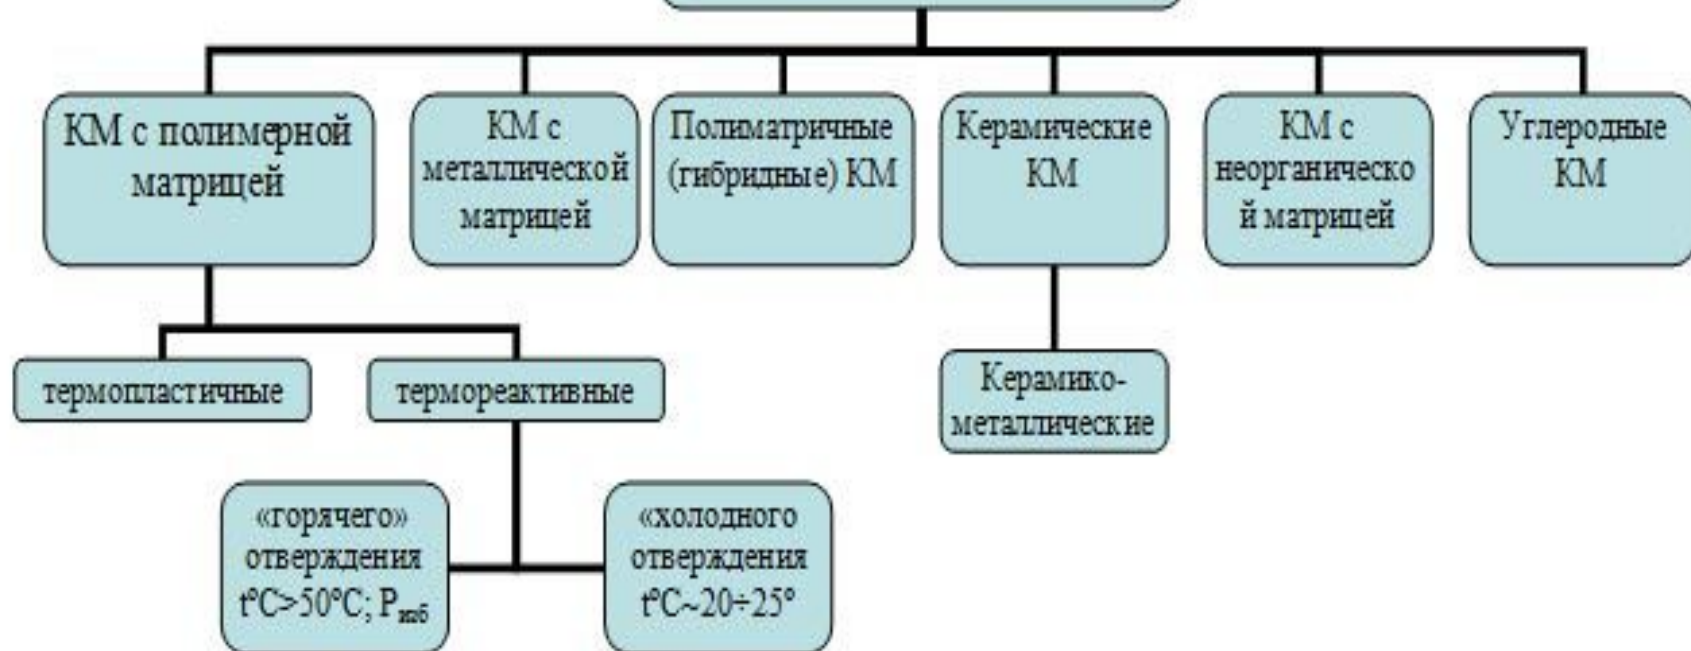 КМ с полимерной
матрицей
КМ с
металлической
матрицей
Полиматричные
(гибридные) КМ
Керамические
КМ
КМ с
неорганическо
й матрицей
Углеродные
КМ
термопластичные
термореактивные
Керамико-
металлические
«горячего»
отверждения
t°C>50°C; Pизб
«холодного
отверждения
t°C~20÷25°